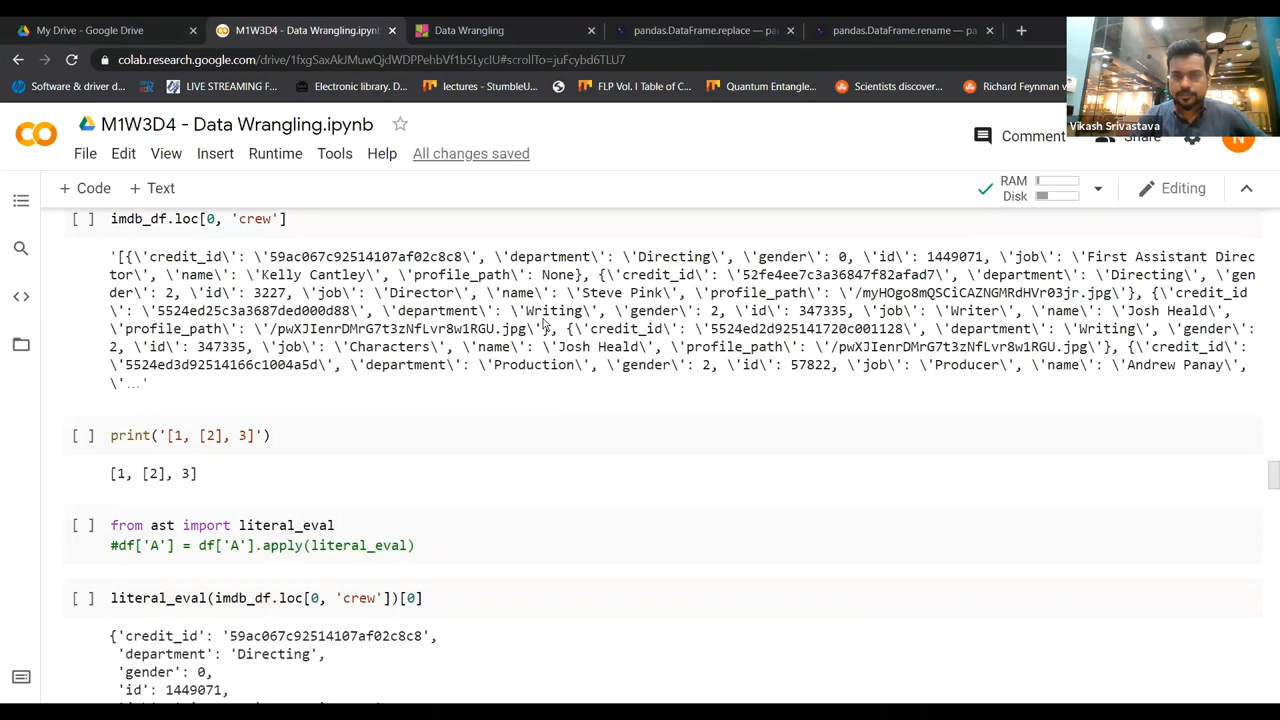 My Drive - Google Drive
M1W3D4 - Data Wrangling.ipynb
Data Wrangling
pandas.DataFrame.replace — pan
pandas.DataFrame.rename — pa
colab.research.google.com/drive/1fxgSaxAkJMuwQjdWDPPehbVf1b5LyclU#scrollTo=juFcybd6TLU7
Software & driver d...
LIVE STREAMING F...
Electronic library. D...
lectures - StumbleU...
FLP Vol. I Table of C...
Quantum Entangle...
Scientists discover...
Richard Feynman
Vikash Srivastava
M1W3D4 - Data Wrangling.ipynb
Comment
Share
N
File Edit View Insert Runtime Tools Help All changes saved
+ Code + Text
RAM
Disk
Editing
[ ] imdb_df.loc[0, 'crew']
'[{\'credit_id\': \'59ac067c92514107af02c8c8\', \'department\': \'Directing\', \'gender\': 0, \'id\': 1449071, \'job\': \'First Assistant Direc
tor\', \'name\': \'Kelly Cantley\', \'profile_path\': None}, {\'credit_id\': \'52fe4ee7c3a36847f82afad7\', \'department\': \'Directing\', \'gen
der\': 2, \'id\': 3227, \'job\': \'Director\', \'name\': \'Steve Pink\', \'profile_path\': \'/myHOgo8mQSCiCAZNGMRdHVr03jr.jpg\'}, {\'credit_id
\': \'5524ed25c3a3687ded000d88\', \'department\': \'Writing\', \'gender\': 2, \'id\': 347335, \'job\': \'Writer\', \'name\': \'Josh Heald\',
\'profile_path\': \'/pwXJIenrDMrG7t3zNfLvr8w1RGU.jpg\'}, {\'credit_id\': \'5524ed2d925141720c001128\', \'department\': \'Writing\', \'gender\':
2, \'id\': 347335, \'job\': \'Characters\', \'name\': \'Josh Heald\', \'profile_path\': \'/pwXJIenrDMrG7t3zNfLvr8w1RGU.jpg\'}, {\'credit_id\':
\'5524ed3d92514166c1004a5d\', \'department\': \'Production\', \'gender\': 2, \'id\': 57822, \'job\': \'Producer\', \'name\': \'Andrew Panay\',
\'...'
[ ] print('[1, [2], 3]')
[1, [2], 3]
[ ] from ast import literal_eval
#df['A'] = df['A'].apply(literal_eval)
[ ] literal_eval(imdb_df.loc[0, 'crew'])[0]
{'credit_id': '59ac067c92514107af02c8c8',
'department': 'Directing',
'gender': 0,
'id': 1449071,